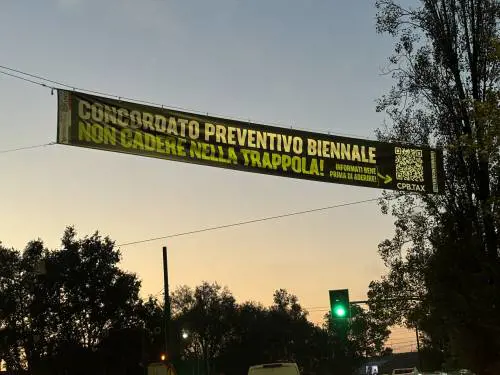 CONCORDATO PREVENTIVO BIENNALE
NON CADERE NELLA TRAPPOLA!
INFORMATI BENE
PRIMA DI ADERIRE!
CPB.TAX